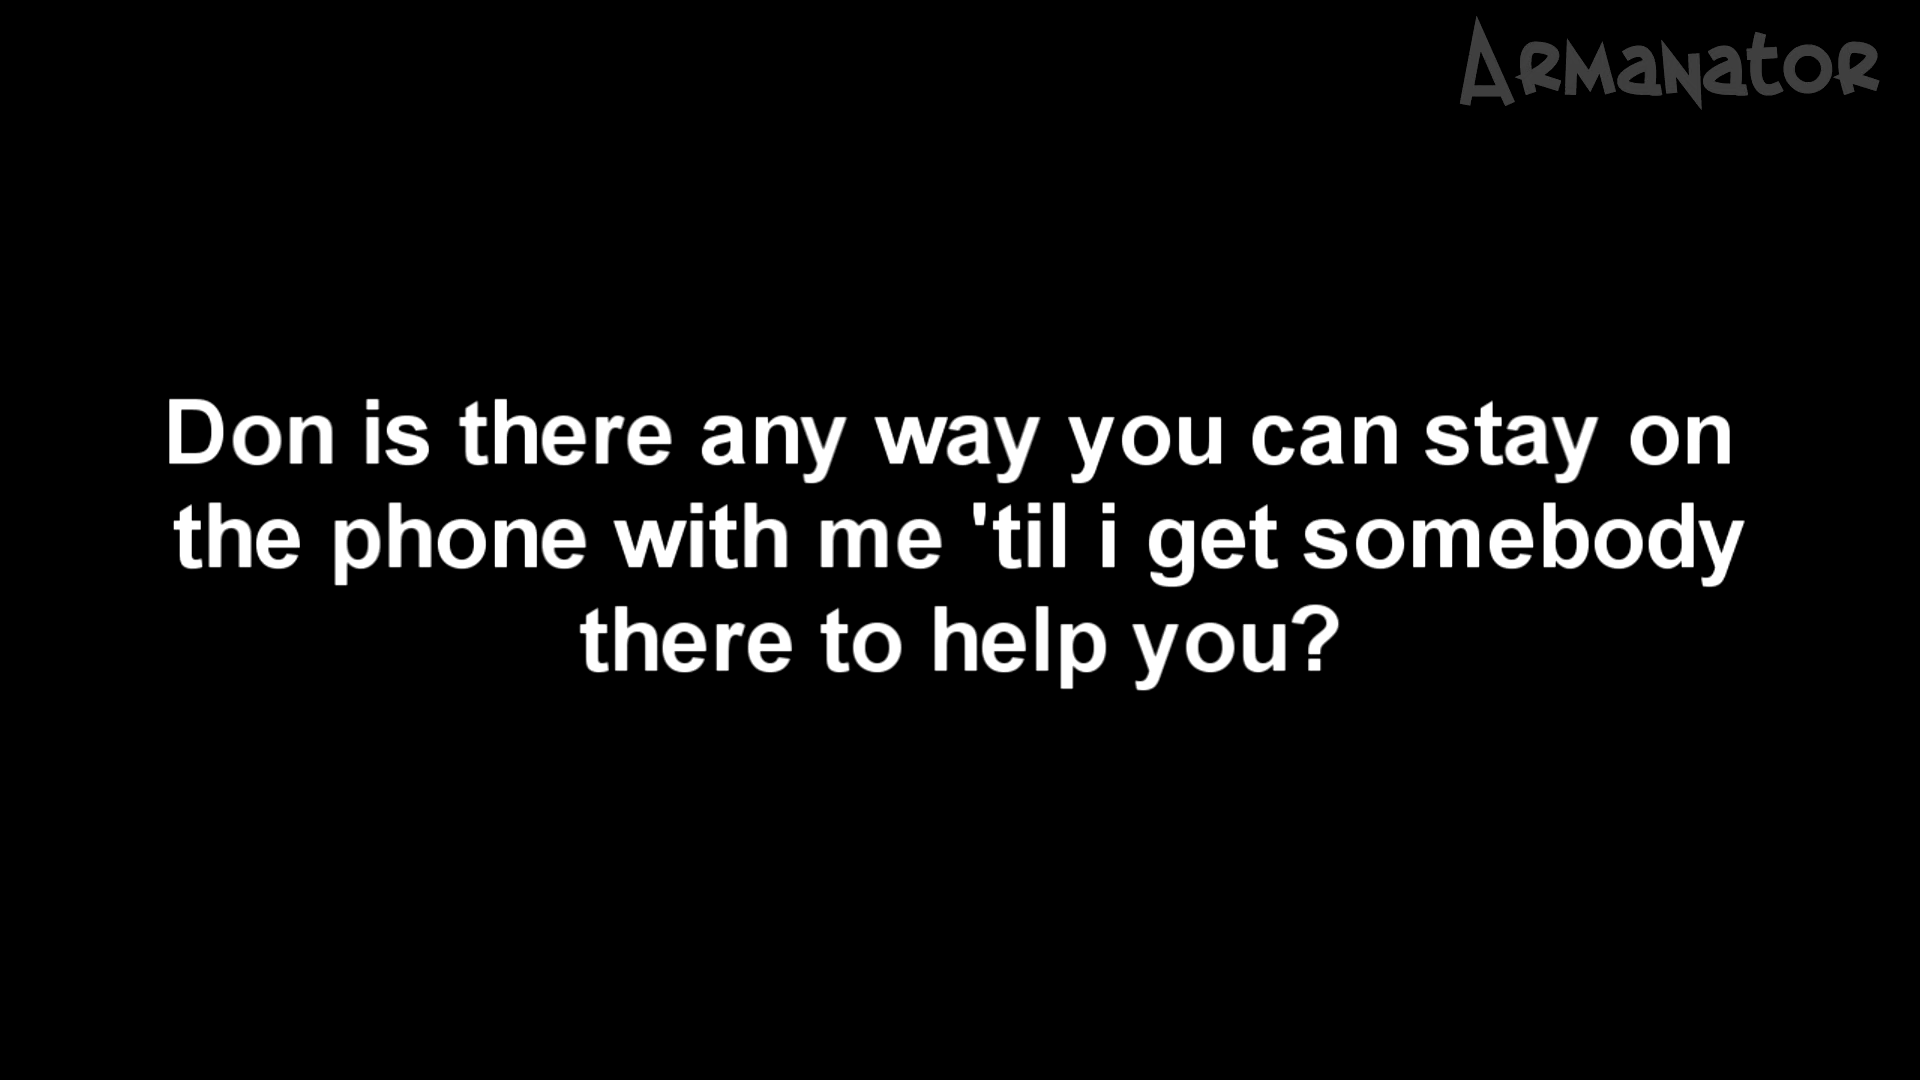 Armanator
Don is there any way you can stay on
the phone with me 'til i get somebody
there to help you?